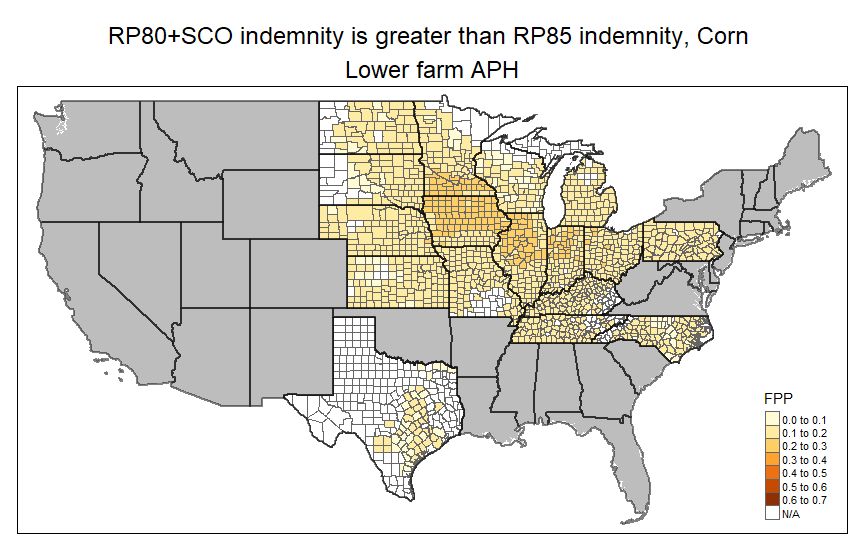 RP80+SCO indemnity is greater than RP85 indemnity, Corn
Lower farm APH
FPP
0.0 to 0.1
0.1 to 0.2
0.2 to 0.3
0.3 to 0.4
0.4 to 0.5
0.5 to 0.6
0.6 to 0.7
N/A